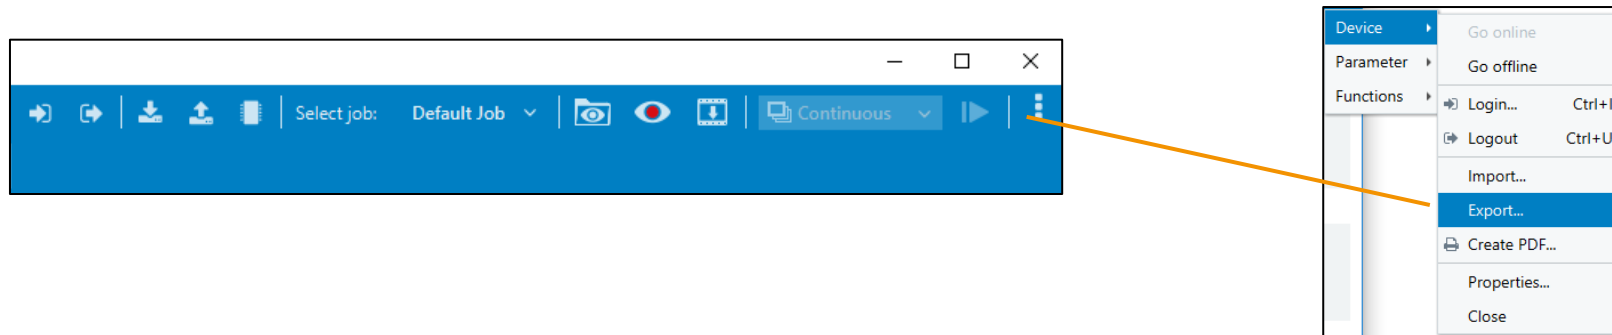 Select job: Default Job
Continuous
Device
Parameter
Functions
Go online
Go offline
Login...
Logout Ctrl+U
Import...
Export...
Create PDF...
Properties...
Close